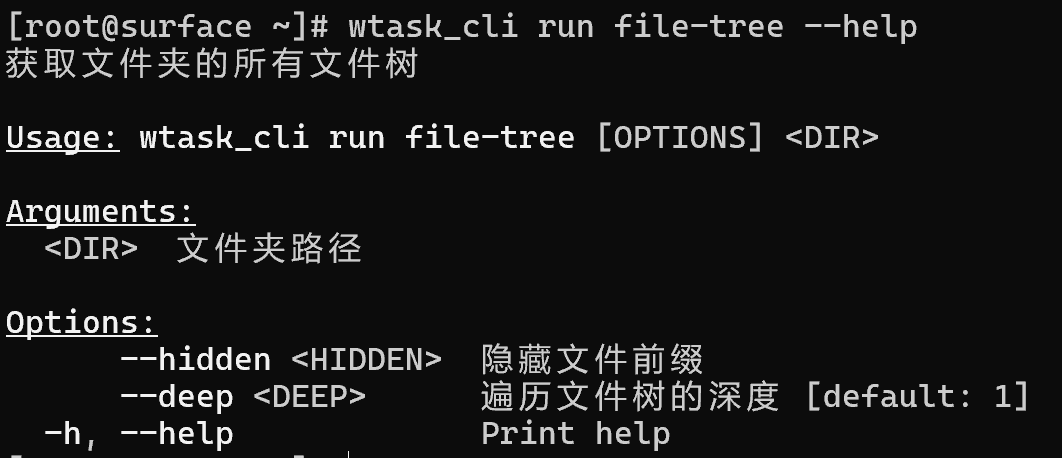 [root@surface ~]# wtask_cli run file-tree --help
获取文件夹的所有文件树
Usage: wtask_cli run file-tree [OPTIONS] <DIR>
Arguments:
<DIR> 文件夹路径
Options:
--hidden <HIDDEN> 隐藏文件前缀
--deep <DEEP> 遍历文件树的深度 [default: 1]
-h, --help Print help